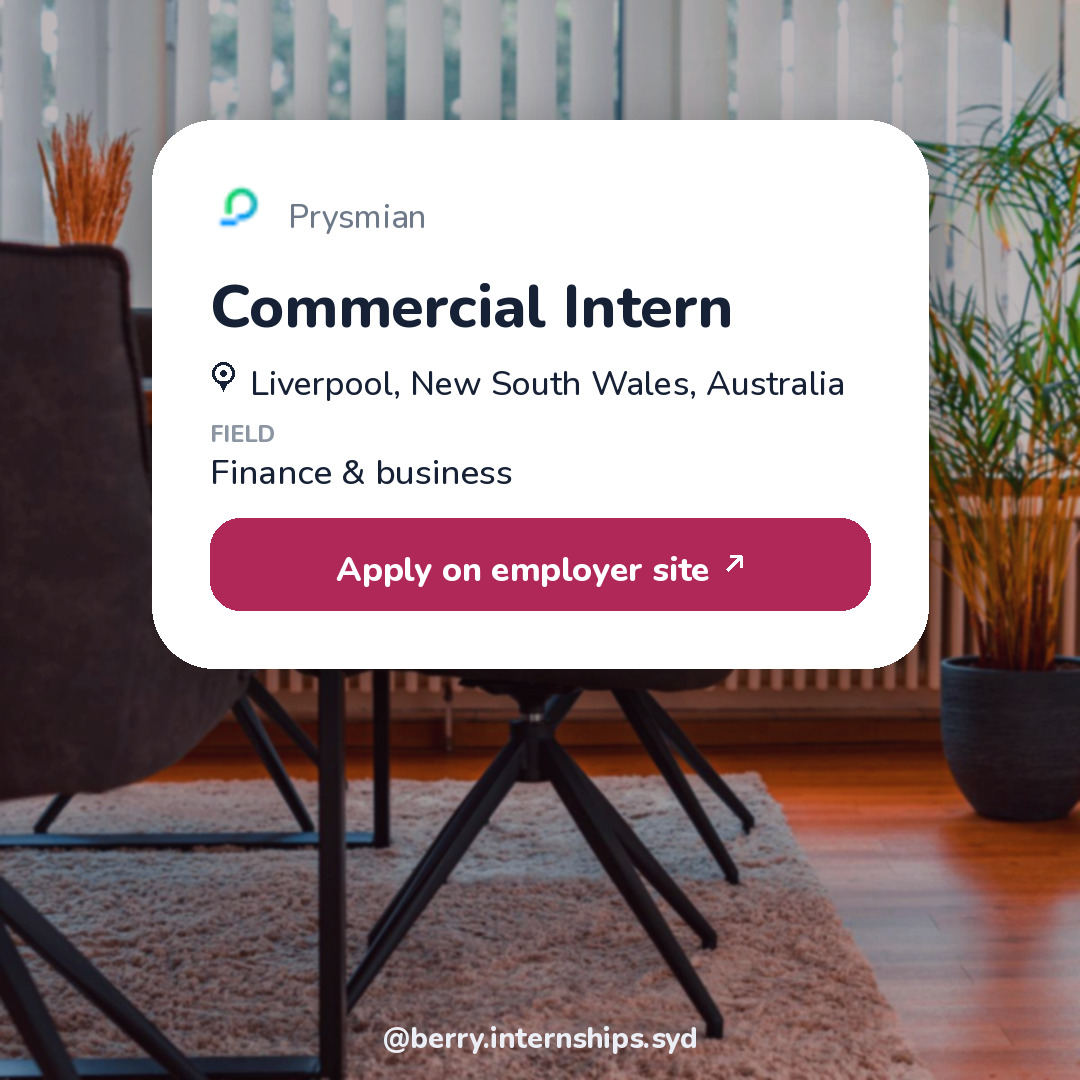 Prysmian
Commercial Intern
Liverpool, New South Wales, Australia
FIELD
Finance & business
Apply on employer site ↗
@berry.internships.syd